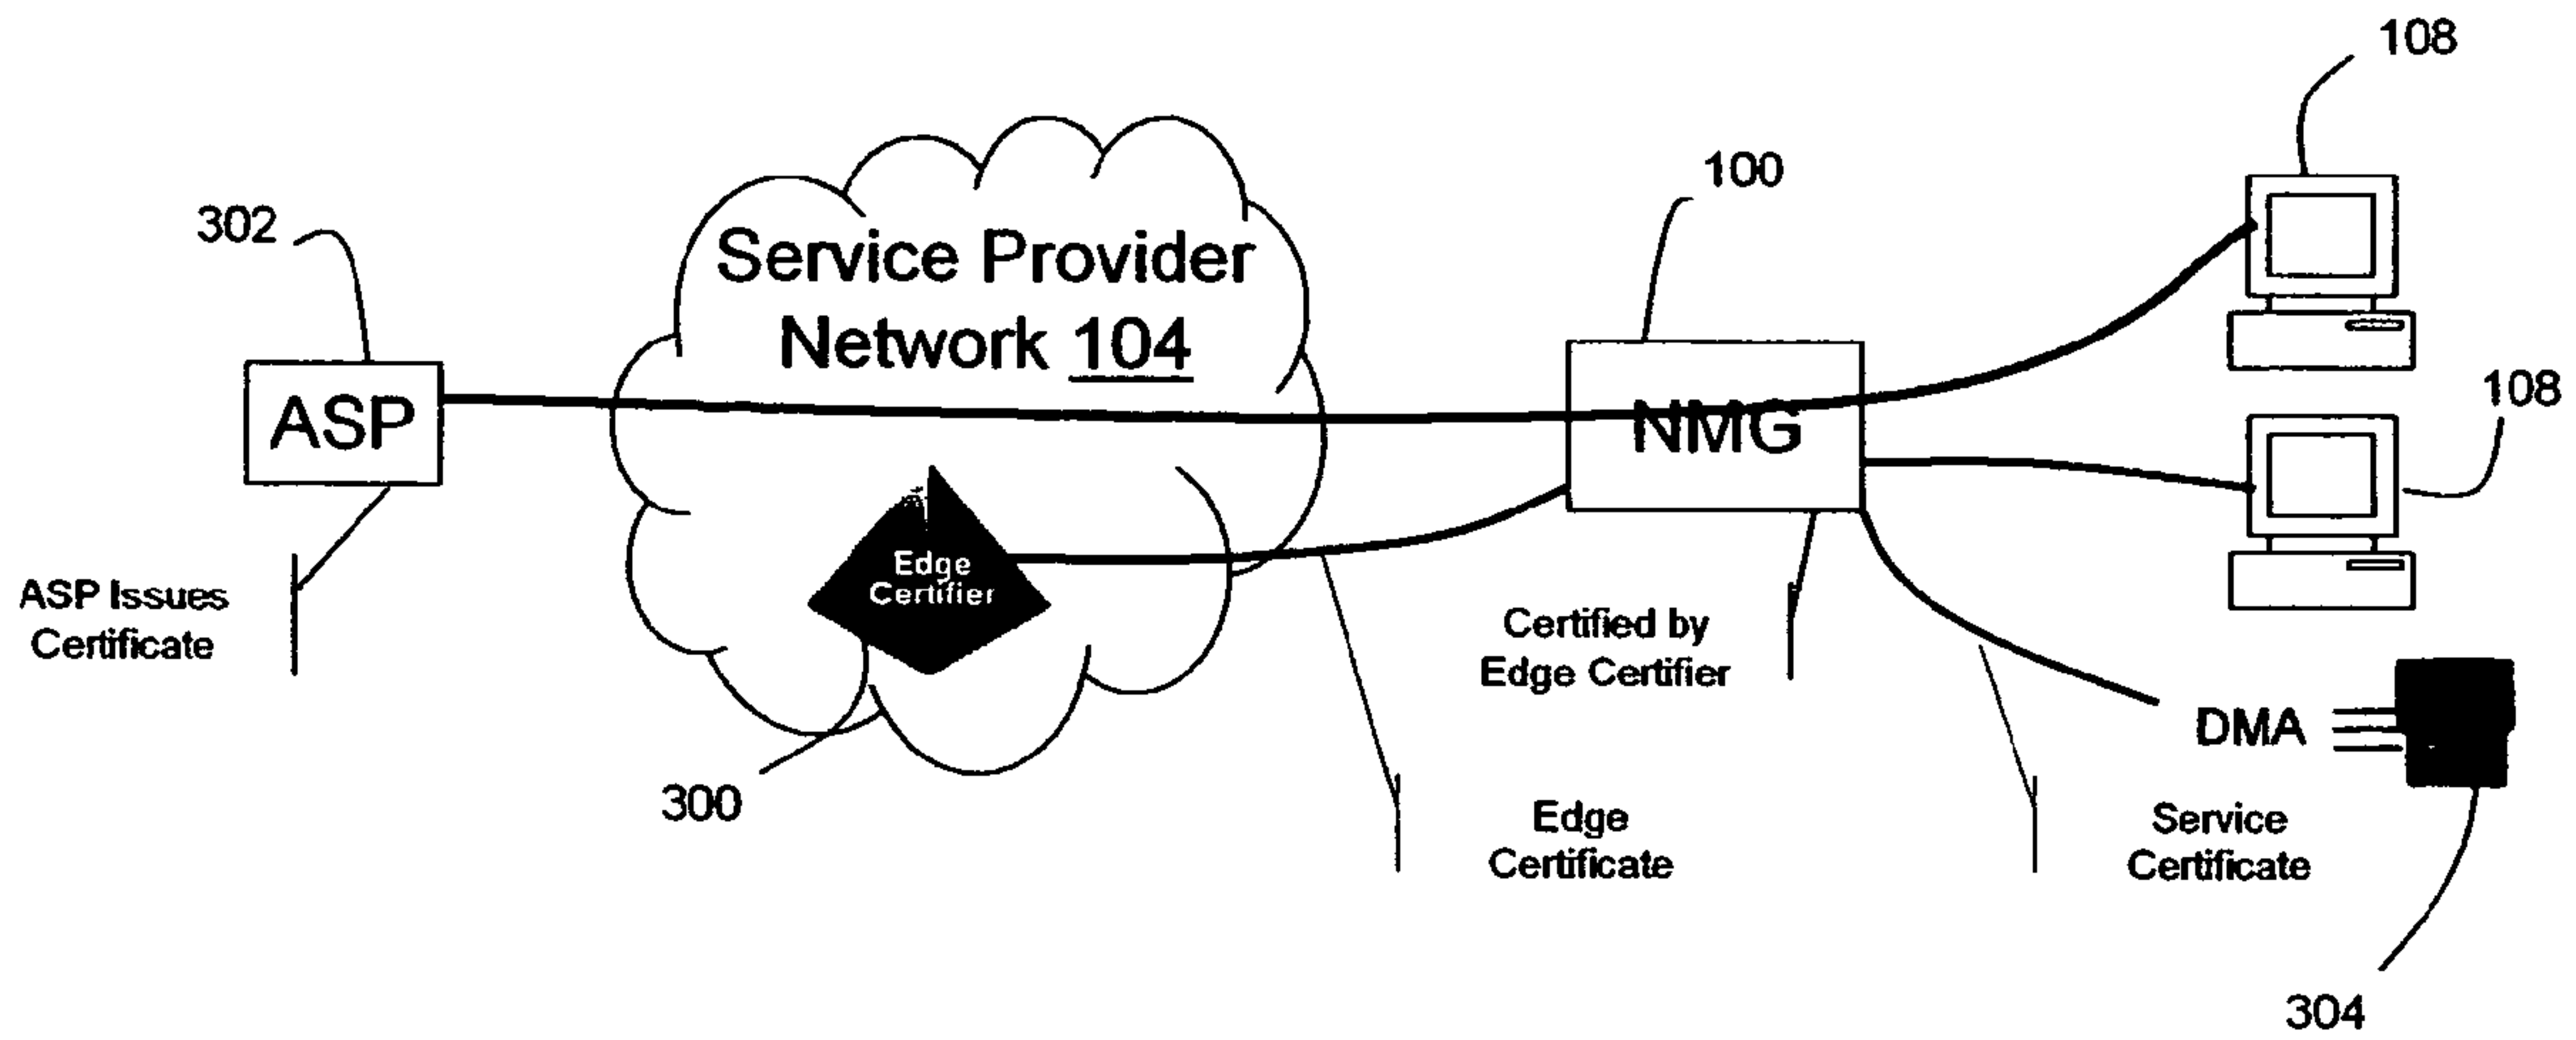 108
100
302
Service Provider
Network 104
108
ASP
NMG
Edge
Certifier
ASP Issues
Certificate
Certified by
Edge Certifier
DMA
300
Edge
Certificate
Service
Certificate
304